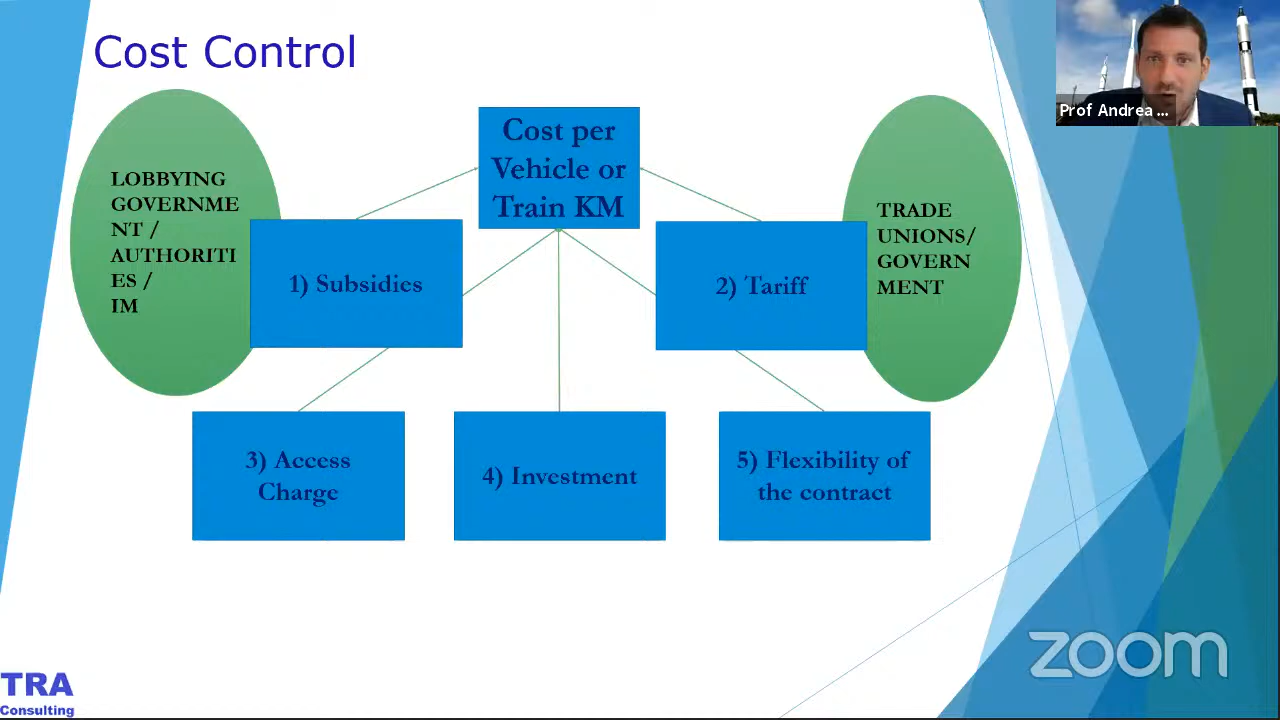 Cost Control
Prof Andrea ...
Cost per
Vehicle or
Train KM
LOBBYING
GOVERNME
NT /
AUTHORITI
ES /
IM
1) Subsidies
2) Tariff
TRADE
UNIONS/
GOVERN
MENT
3) Access
Charge
4) Investment
5) Flexibility of
the contract
zoom
TRA
Consulting